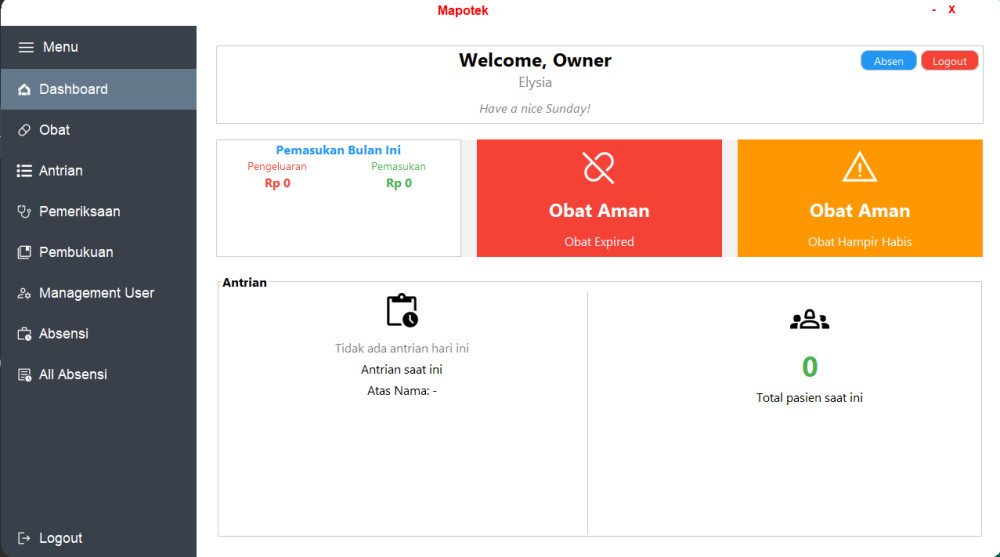 Mapotek
- X
Menu
Dashboard
Obat
Antrian
Pemeriksaan
Pembukuan
Management User
Absensi
All Absensi
Logout
Welcome, Owner
Elysia
Have a nice Sunday!
Absen Logout
Pemasukan Bulan Ini
Pengeluaran Pemasukan
Rp 0 Rp 0
Obat Aman
Obat Expired
Obat Aman
Obat Hampir Habis
Antrian
Tidak ada antrian hari ini
Antrian saat ini
Atas Nama: -
0
Total pasien saat ini